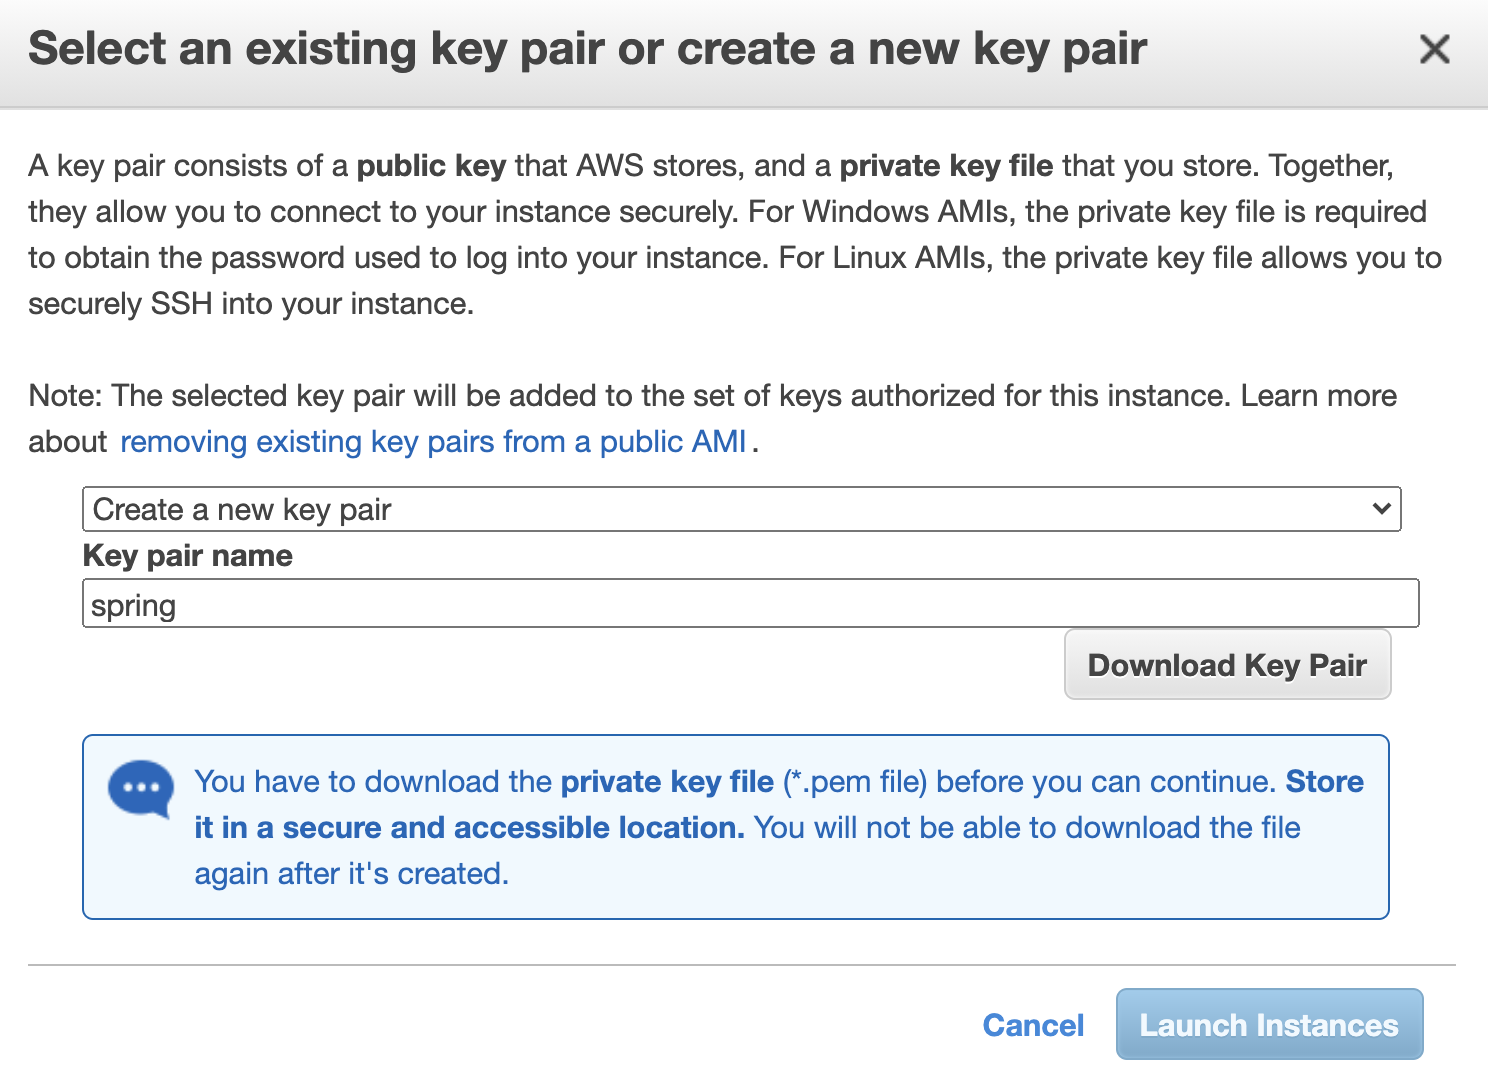 Select an existing key pair or create a new key pair
A key pair consists of a public key that AWS stores, and a private key file that you store. Together,
they allow you to connect to your instance securely. For Windows AMIs, the private key file is required
to obtain the password used to log into your instance. For Linux AMIs, the private key file allows you to
securely SSH into your instance.
Note: The selected key pair will be added to the set of keys authorized for this instance. Learn more
about removing existing key pairs from a public AMI.
Create a new key pair
Key pair name
spring
Download Key Pair
You have to download the private key file (*.pem file) before you can continue. Store
it in a secure and accessible location. You will not be able to download the file
again after it's created.
Cancel
Launch Instances